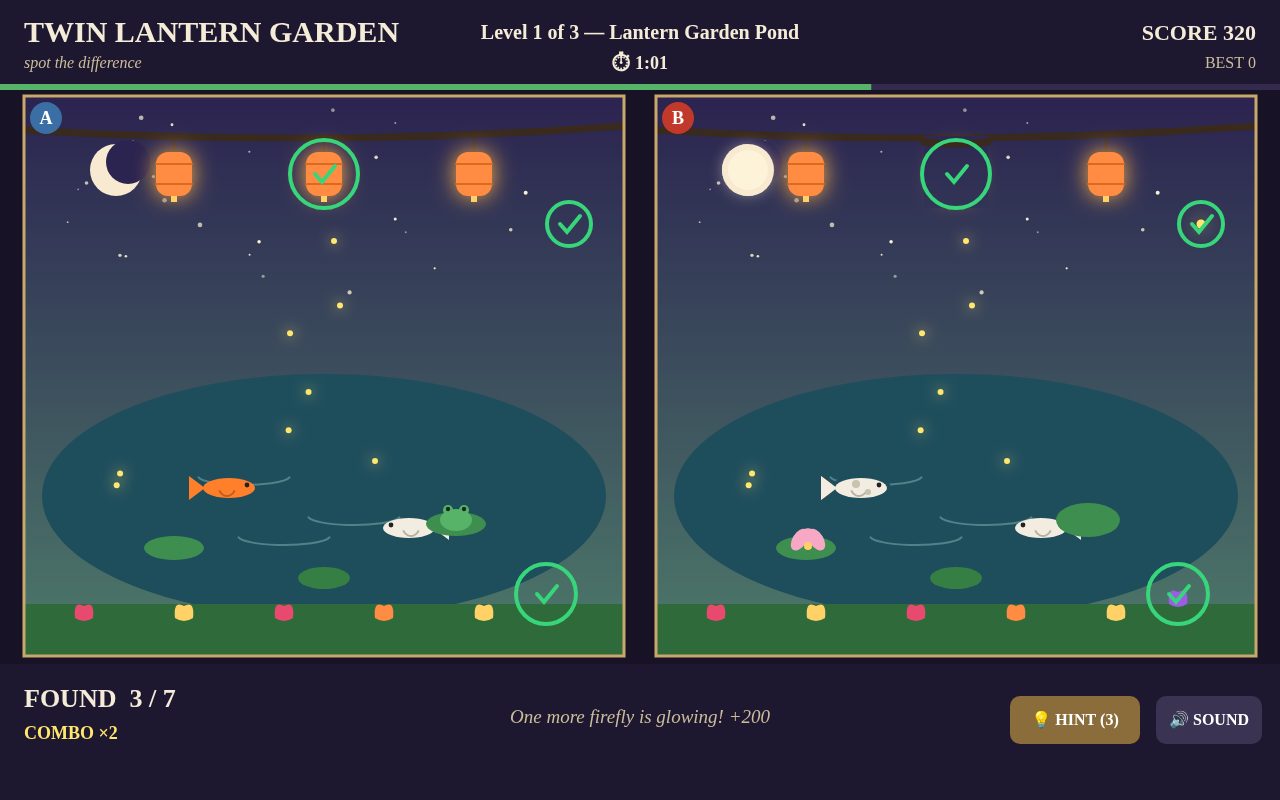 TWIN LANTERN GARDEN
spot the difference
Level 1 of 3 — Lantern Garden Pond
⏱ 1:01
SCORE 320
BEST 0
A
B
FOUND 3 / 7
COMBO ×2
One more firefly is glowing! +200
💡 HINT (3)
🔊 SOUND